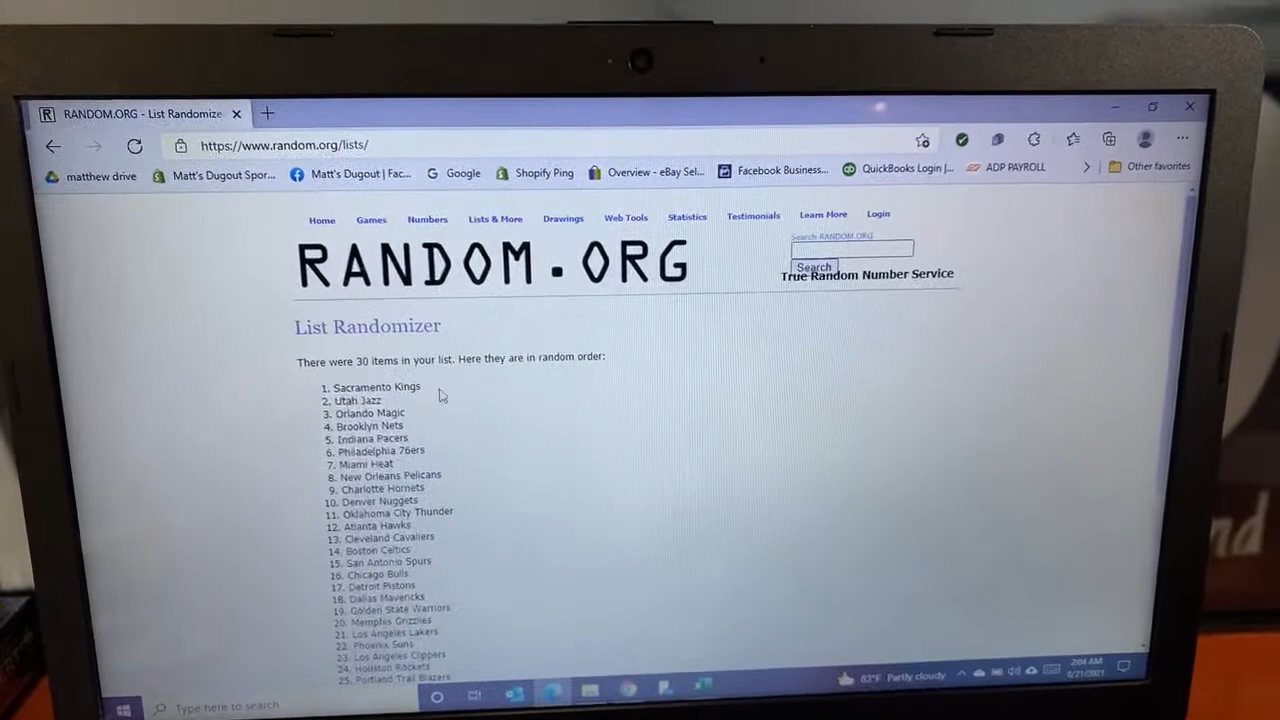 RANDOM.ORG - List Randomize
https://www.random.org/lists/
matthew drive Matt's Dugout Spor... Matt's Dugout | Fac... Google Shopify Ping Overview - eBay Sel... Facebook Business... QuickBooks Login |... ADP PAYROLL Other favorites
Home Games Numbers Lists & More Drawings Web Tools Statistics Testimonials Learn More Login
Search RANDOM.ORG
RANDOM.ORG
Search
True Random Number Service
List Randomizer
There were 30 items in your list. Here they are in random order:
1. Sacramento Kings
2. Utah Jazz
3. Orlando Magic
4. Brooklyn Nets
5. Indiana Pacers
6. Philadelphia 76ers
7. Miami Heat
8. New Orleans Pelicans
9. Charlotte Hornets
10. Denver Nuggets
11. Oklahoma City Thunder
12. Atlanta Hawks
13. Cleveland Cavaliers
14. Boston Celtics
15. San Antonio Spurs
16. Chicago Bulls
17. Detroit Pistons
18. Dallas Mavericks
19. Golden State Warriors
20. Memphis Grizzlies
21. Los Angeles Lakers
22. Phoenix Suns
23. Los Angeles Clippers
24. Houston Rockets
25. Portland Trail Blazers
Type here to search
83°F Partly cloudy
2:04 AM
8/21/2021